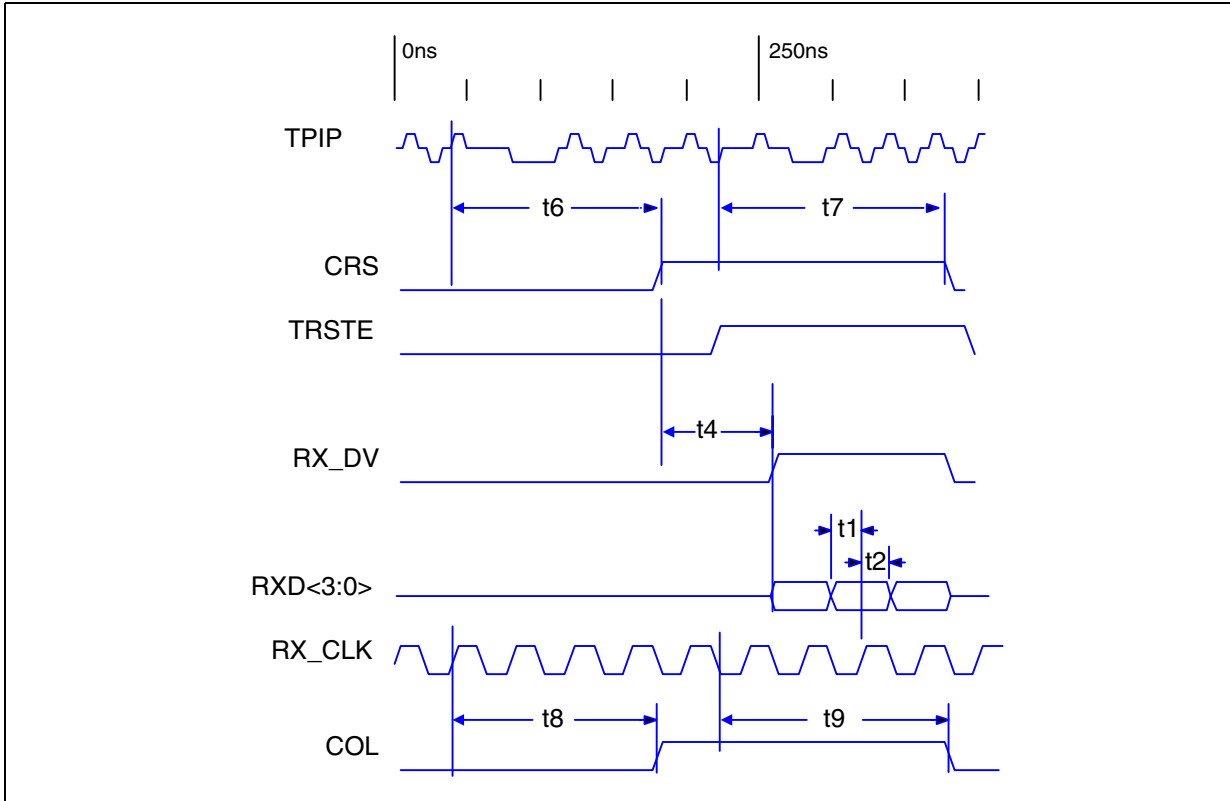 0ns 250ns
TPIP
t6 t7
CRS
TRSTE
t4
RX_DV
t1
t2
RXD<3:0>
RX_CLK
t8 t9
COL